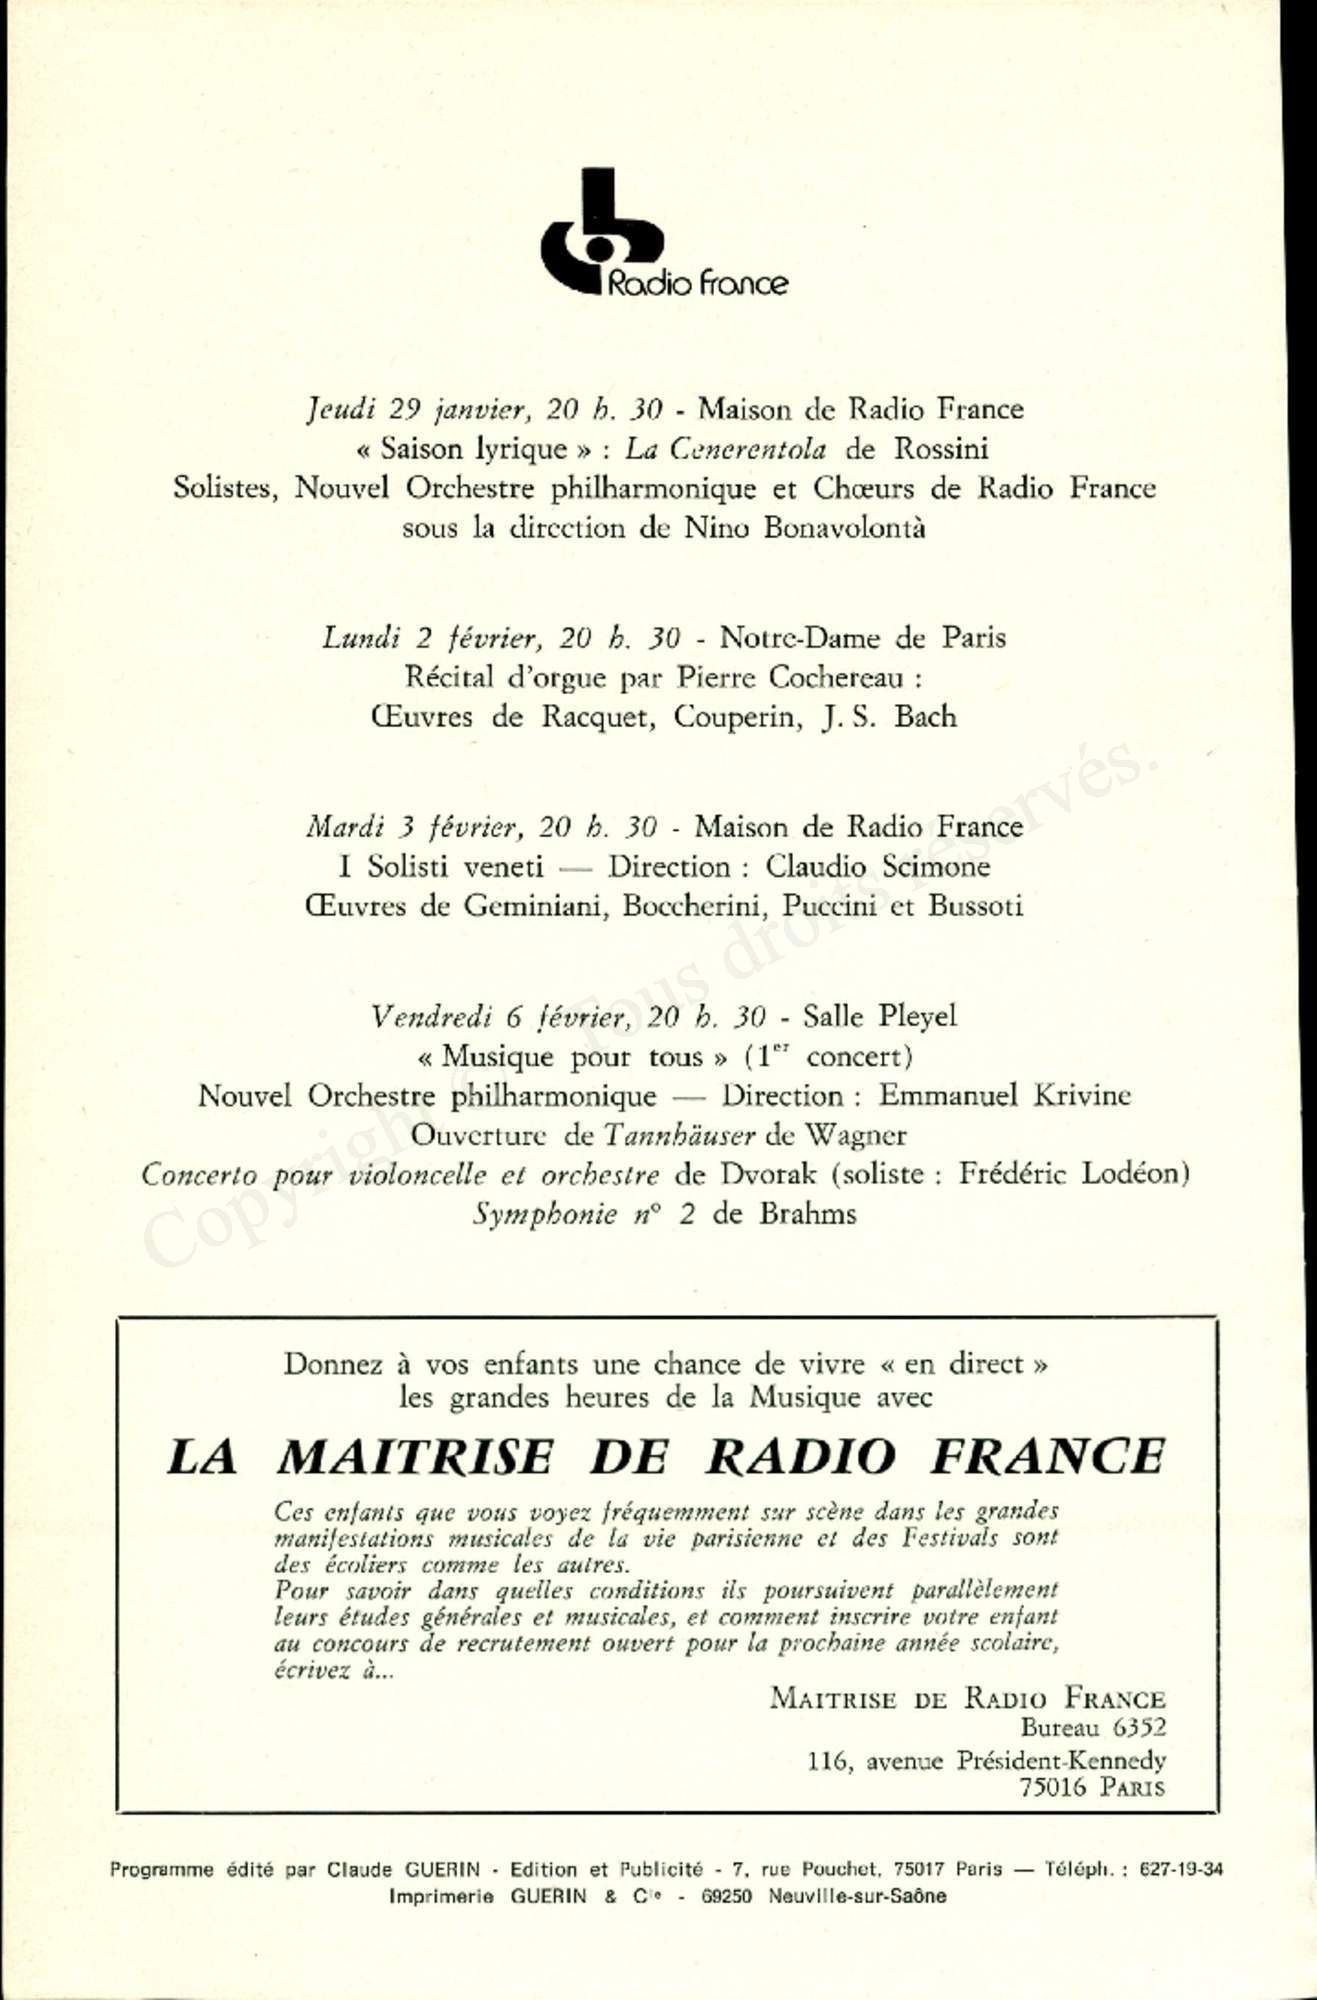 Radio france
Jeudi 29 janvier, 20 h. 30 - Maison de Radio France
« Saison lyrique » : La Cenerentola de Rossini
Solistes, Nouvel Orchestre philharmonique et Chœurs de Radio France
sous la direction de Nino Bonavolontà
Lundi 2 février, 20 h. 30 - Notre-Dame de Paris
Récital d'orgue par Pierre Cochereau :
Œuvres de Racquet, Couperin, J. S. Bach
Mardi 3 février, 20 h. 30 - Maison de Radio France
I Solisti veneti — Direction : Claudio Scimone
Œuvres de Geminiani, Boccherini, Puccini et Bussoti
Vendredi 6 février, 20 h. 30 - Salle Pleyel
« Musique pour tous » (1er concert)
Nouvel Orchestre philharmonique — Direction : Emmanuel Krivine
Ouverture de Tannhäuser de Wagner
Concerto pour violoncelle et orchestre de Dvorak (soliste : Frédéric Lodéon)
Symphonie n° 2 de Brahms
Copyright © Tous droits réservés.
Donnez à vos enfants une chance de vivre « en direct »
les grandes heures de la Musique avec
LA MAITRISE DE RADIO FRANCE
Ces enfants que vous voyez fréquemment sur scène dans les grandes
manifestations musicales de la vie parisienne et des Festivals sont
des écoliers comme les autres.
Pour savoir dans quelles conditions ils poursuivent parallèlement
leurs études générales et musicales, et comment inscrire votre enfant
au concours de recrutement ouvert pour la prochaine année scolaire,
écrivez à...
MAITRISE DE RADIO FRANCE
Bureau 6352
116, avenue Président-Kennedy
75016 PARIS
Programme édité par Claude GUERIN - Edition et Publicité - 7, rue Pouchet, 75017 Paris — Téléph. : 627-19-34
Imprimerie GUERIN & Cie - 69250 Neuville-sur-Saône